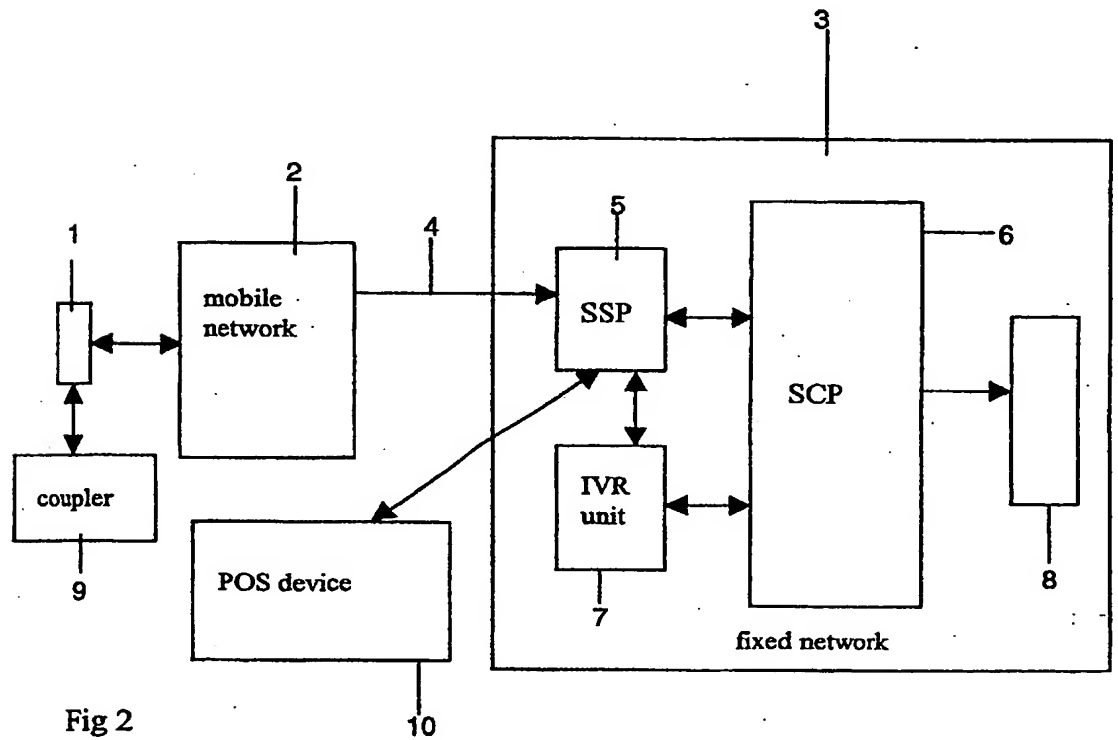 3
2
5
1
4
6
mobile
network
SSP
SCP
coupler
IVR
unit
9
POS device
7
8
fixed network
Fig 2
10